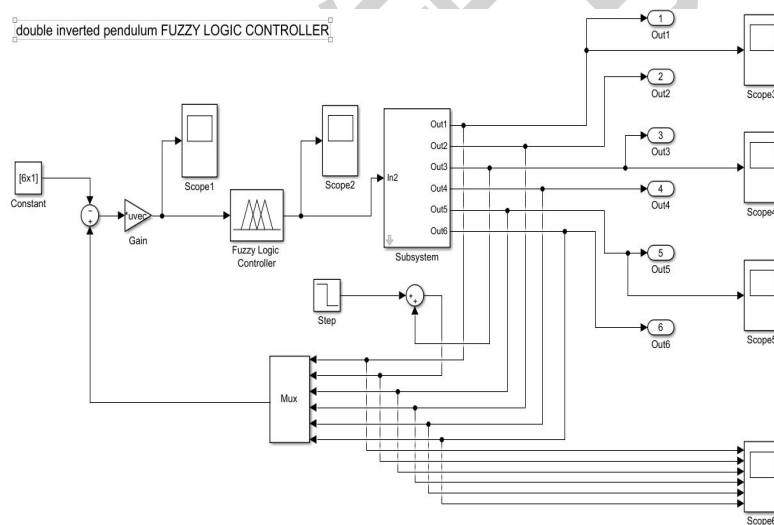 double inverted pendulum FUZZY LOGIC CONTROLLER
1
Out1
2
Out2
3
Out3
4
Out4
5
Out5
6
Out6
Scope3
Scope4
Scope5
Scope6
[6x1]
Constant
*uvec
Gain
Scope1
Fuzzy Logic
Controller
Scope2
In2
Out1
Out2
Out3
Out4
Out5
Out6
Subsystem
Step
Mux